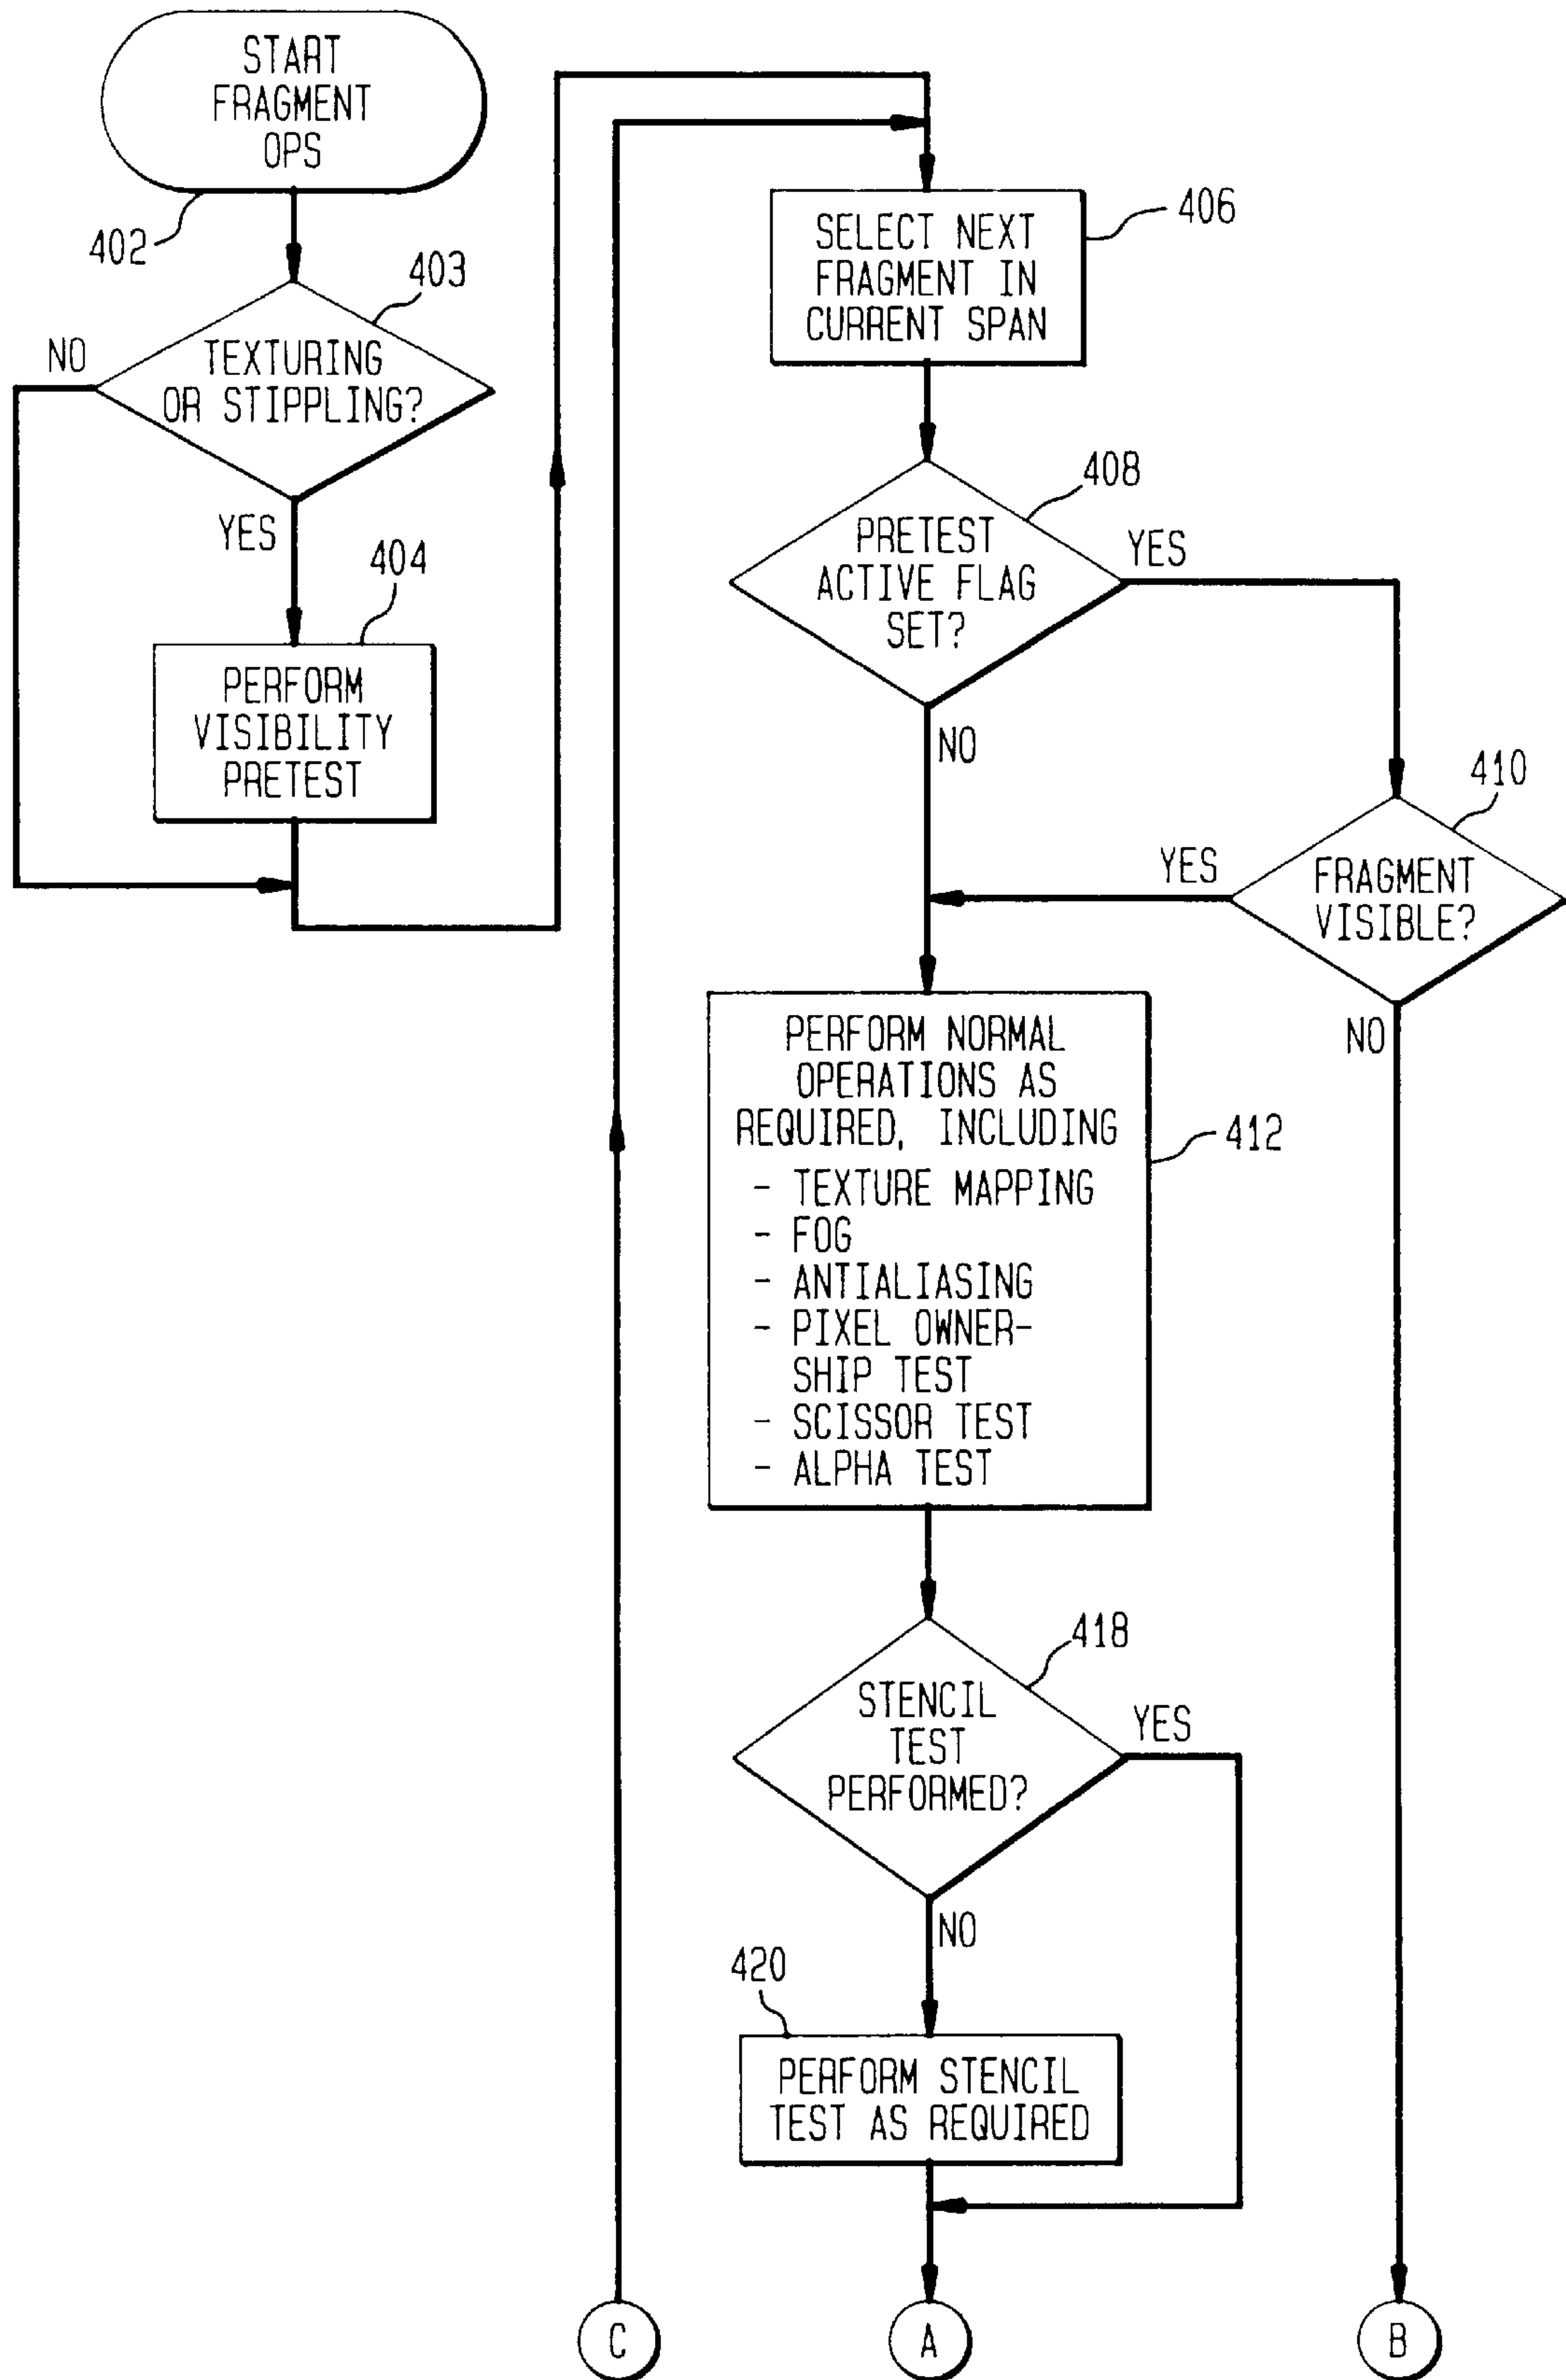 START
FRAGMENT
OPS
402
403
NO
TEXTURING
OR STIPPLING?
YES
404
PERFORM
VISIBILITY
PRETEST
406
SELECT NEXT
FRAGMENT IN
CURRENT SPAN
408
PRETEST
ACTIVE FLAG
SET?
YES
NO
410
YES
FRAGMENT
VISIBLE?
NO
PERFORM NORMAL
OPERATIONS AS
REQUIRED, INCLUDING
- TEXTURE MAPPING
- FOG
- ANTIALIASING
- PIXEL OWNER-
SHIP TEST
- SCISSOR TEST
- ALPHA TEST
412
418
STENCIL
TEST
PERFORMED?
YES
NO
420
PERFORM STENCIL
TEST AS REQUIRED
C
A
B